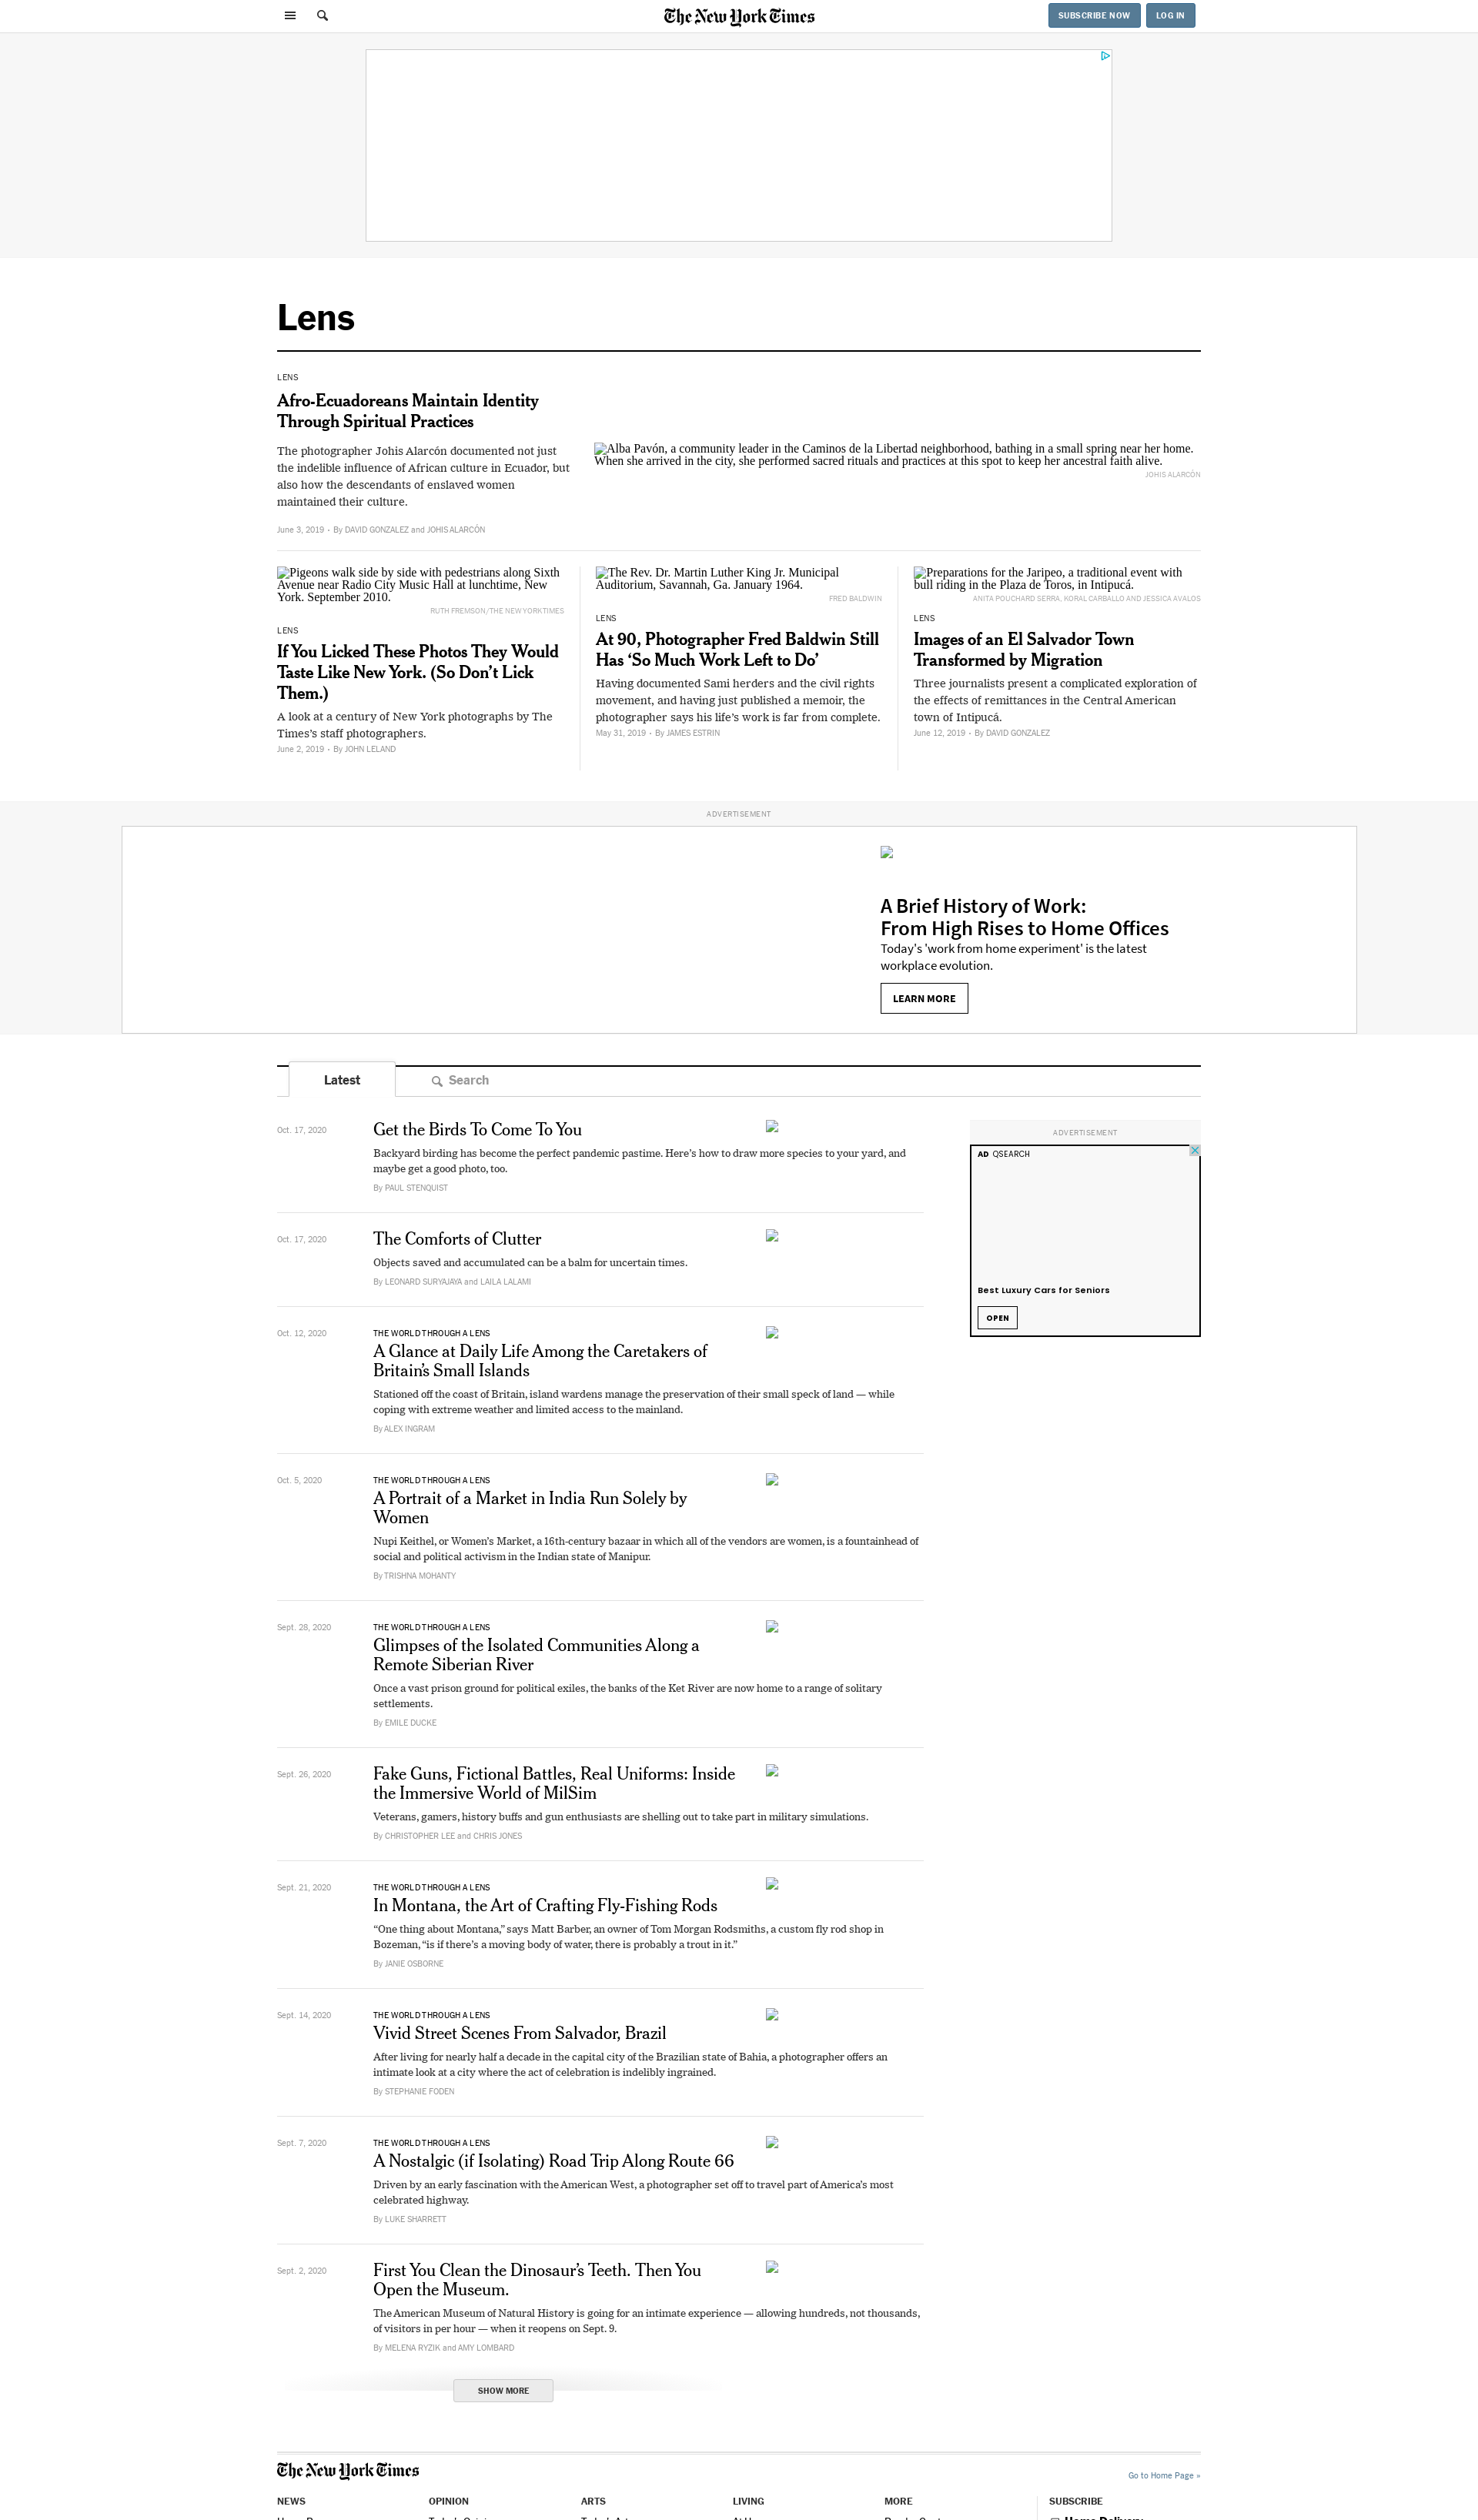 The New York Times
SUBSCRIBE NOW
LOG IN
Lens
LENS
Afro-Ecuadoreans Maintain Identity
Through Spiritual Practices
The photographer Johis Alarcón documented not just
the indelible influence of African culture in Ecuador, but
also how the descendants of enslaved women
maintained their culture.
June 3, 2019 • By DAVID GONZALEZ and JOHIS ALARCÓN
Alba Pavón, a community leader in the Caminos de la Libertad neighborhood, bathing in a small spring near her home.
When she arrived in the city, she performed sacred rituals and practices at this spot to keep her ancestral faith alive.
JOHIS ALARCÓN
Pigeons walk side by side with pedestrians along Sixth
Avenue near Radio City Music Hall at lunchtime, New
York. September 2010.
RUTH FREMSON/THE NEW YORK TIMES
LENS
If You Licked These Photos They Would
Taste Like New York. (So Don’t Lick
Them.)
A look at a century of New York photographs by The
Times’s staff photographers.
June 2, 2019 • By JOHN LELAND
The Rev. Dr. Martin Luther King Jr. Municipal
Auditorium, Savannah, Ga. January 1964.
FRED BALDWIN
LENS
At 90, Photographer Fred Baldwin Still
Has ‘So Much Work Left to Do’
Having documented Sami herders and the civil rights
movement, and having just published a memoir, the
photographer says his life’s work is far from complete.
May 31, 2019 • By JAMES ESTRIN
Preparations for the Jaripeo, a traditional event with
bull riding in the Plaza de Toros, in Intipucá.
ANITA POUCHARD SERRA, KORAL CARBALLO AND JESSICA AVALOS
LENS
Images of an El Salvador Town
Transformed by Migration
Three journalists present a complicated exploration of
the effects of remittances in the Central American
town of Intipucá.
June 12, 2019 • By DAVID GONZALEZ
ADVERTISEMENT
A Brief History of Work:
From High Rises to Home Offices
Today's 'work from home experiment' is the latest
workplace evolution.
LEARN MORE
Latest
Search
Oct. 17, 2020
Get the Birds To Come To You
Backyard birding has become the perfect pandemic pastime. Here’s how to draw more species to your yard, and
maybe get a good photo, too.
By PAUL STENQUIST
Oct. 17, 2020
The Comforts of Clutter
Objects saved and accumulated can be a balm for uncertain times.
By LEONARD SURYAJAYA and LAILA LALAMI
Oct. 12, 2020
THE WORLD THROUGH A LENS
A Glance at Daily Life Among the Caretakers of
Britain’s Small Islands
Stationed off the coast of Britain, island wardens manage the preservation of their small speck of land — while
coping with extreme weather and limited access to the mainland.
By ALEX INGRAM
Oct. 5, 2020
THE WORLD THROUGH A LENS
A Portrait of a Market in India Run Solely by
Women
Nupi Keithel, or Women’s Market, a 16th-century bazaar in which all of the vendors are women, is a fountainhead of
social and political activism in the Indian state of Manipur.
By TRISHNA MOHANTY
Sept. 28, 2020
THE WORLD THROUGH A LENS
Glimpses of the Isolated Communities Along a
Remote Siberian River
Once a vast prison ground for political exiles, the banks of the Ket River are now home to a range of solitary
settlements.
By EMILE DUCKE
Sept. 26, 2020
Fake Guns, Fictional Battles, Real Uniforms: Inside
the Immersive World of MilSim
Veterans, gamers, history buffs and gun enthusiasts are shelling out to take part in military simulations.
By CHRISTOPHER LEE and CHRIS JONES
Sept. 21, 2020
THE WORLD THROUGH A LENS
In Montana, the Art of Crafting Fly-Fishing Rods
“One thing about Montana,” says Matt Barber, an owner of Tom Morgan Rodsmiths, a custom fly rod shop in
Bozeman, “is if there’s a moving body of water, there is probably a trout in it.”
By JANIE OSBORNE
Sept. 14, 2020
THE WORLD THROUGH A LENS
Vivid Street Scenes From Salvador, Brazil
After living for nearly half a decade in the capital city of the Brazilian state of Bahia, a photographer offers an
intimate look at a city where the act of celebration is indelibly ingrained.
By STEPHANIE FODEN
Sept. 7, 2020
THE WORLD THROUGH A LENS
A Nostalgic (if Isolating) Road Trip Along Route 66
Driven by an early fascination with the American West, a photographer set off to travel part of America’s most
celebrated highway.
By LUKE SHARRETT
Sept. 2, 2020
First You Clean the Dinosaur’s Teeth. Then You
Open the Museum.
The American Museum of Natural History is going for an intimate experience — allowing hundreds, not thousands,
of visitors in per hour — when it reopens on Sept. 9.
By MELENA RYZIK and AMY LOMBARD
SHOW MORE
ADVERTISEMENT
AD QSEARCH
Best Luxury Cars for Seniors
OPEN
The New York Times
Go to Home Page »
NEWS
OPINION
ARTS
LIVING
MORE
SUBSCRIBE